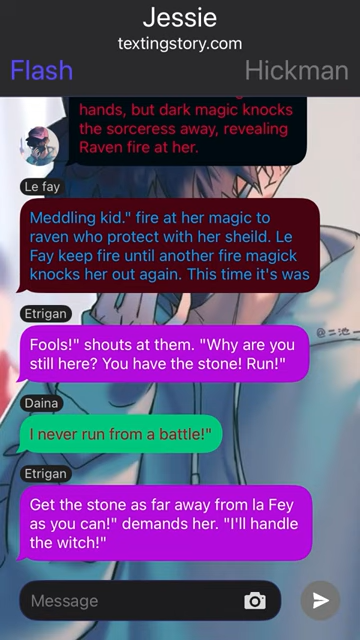 Jessie
textingstory.com
Flash
Hickman
hands, but dark magic knocks
the sorceress away, revealing
Raven fire at her.
Le fay
Meddling kid." fire at her magic to
raven who protect with her sheild. Le
Fay keep fire until another fire magick
knocks her out again. This time it's was
Etrigan
Fools!" shouts at them. "Why are you
still here? You have the stone! Run!"
Daina
I never run from a battle!"
Etrigan
Get the stone as far away from la Fey
as you can!" demands her. "I'll handle
the witch!"
Message